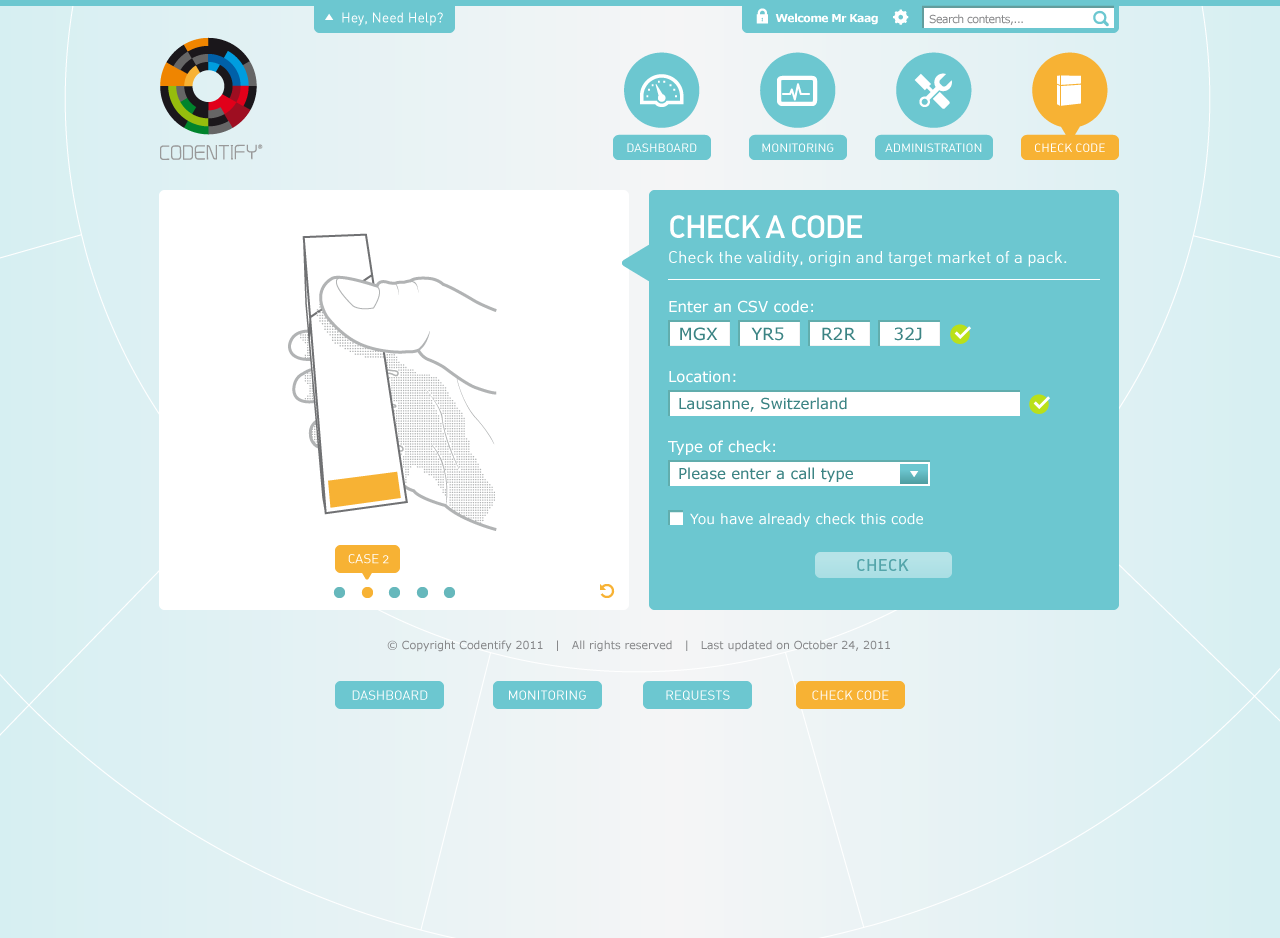 Hey, Need Help?
Welcome Mr Kaag
Search contents,...
CODENTIFY®
DASHBOARD
MONITORING
ADMINISTRATION
CHECK CODE
CHECK A CODE
Check the validity, origin and target market of a pack.
Enter an CSV code:
MGX YR5 R2R 32J
Location:
Lausanne, Switzerland
Type of check:
Please enter a call type
You have already check this code
CHECK
CASE 2
© Copyright Codentify 2011 | All rights reserved | Last updated on October 24, 2011
DASHBOARD
MONITORING
REQUESTS
CHECK CODE